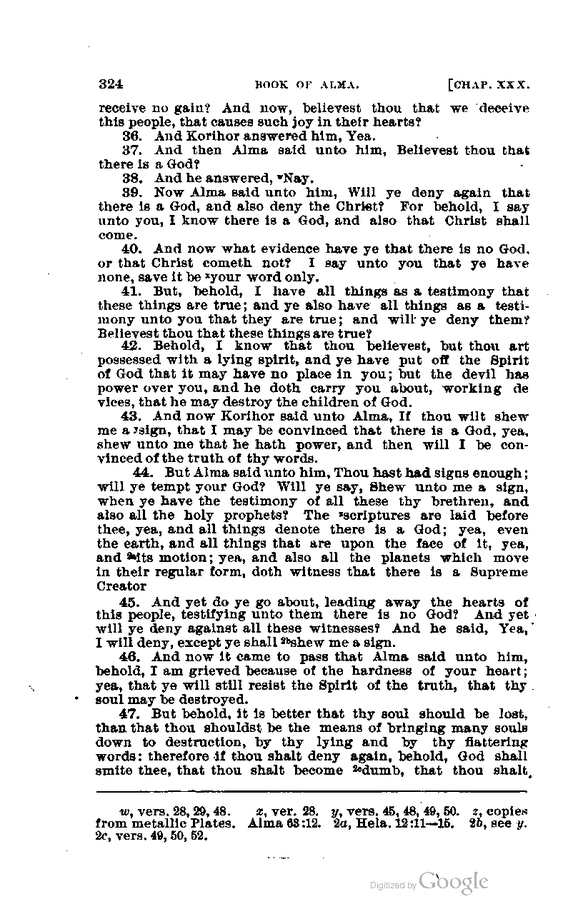 324 BOOK OF ALMA. [CHAP. XXX.
receive no gain? And now, believest thou that we deceive
this people, that causes such joy in their hearts?
36. And Korihor answered him, Yea.
37. And then Alma said unto him, Believest thou that
there is a God?
38. And he answered, ʷNay.
39. Now Alma said unto him, Will ye deny again that
there is a God, and also deny the Christ? For behold, I say
unto you, I know there is a God, and also that Christ shall
come.
40. And now what evidence have ye that there is no God,
or that Christ cometh not? I say unto you that ye have
none, save it be ˣyour word only.
41. But, behold, I have all things as a testimony that
these things are true; and ye also have all things as a testi-
mony unto you that they are true; and will ye deny them?
Believest thou that these things are true?
42. Behold, I know that thou believest, but thou art
possessed with a lying spirit, and ye have put off the Spirit
of God that it may have no place in you; but the devil has
power over you, and he doth carry you about, working de
vices, that he may destroy the children of God.
43. And now Korihor said unto Alma, If thou wilt shew
me a ʸsign, that I may be convinced that there is a God, yea,
shew unto me that he hath power, and then will I be con-
vinced of the truth of thy words.
44. But Alma said unto him, Thou hast had signs enough;
will ye tempt your God? Will ye say, Shew unto me a sign,
when ye have the testimony of all these thy brethren, and
also all the holy prophets? The ᶻscriptures are laid before
thee, yea, and all things denote there is a God; yea, even
the earth, and all things that are upon the face of it, yea,
and ²ᵃits motion; yea, and also all the planets which move
in their regular form, doth witness that there is a Supreme
Creator
45. And yet do ye go about, leading away the hearts of
this people, testifying unto them there is no God? And yet
will ye deny against all these witnesses? And he said, Yea,
I will deny, except ye shall ²ᵇshew me a sign.
46. And now it came to pass that Alma said unto him,
behold, I am grieved because of the hardness of your heart;
yea, that ye will still resist the Spirit of the truth, that thy
soul may be destroyed.
47. But behold, it is better that thy soul should be lost,
than that thou shouldst be the means of bringing many souls
down to destruction, by thy lying and by thy flattering
words: therefore if thou shalt deny again, behold, God shall
smite thee, that thou shalt become ²ᶜdumb, that thou shalt
w, vers. 28, 29, 48. x, ver. 28. y, vers. 45, 48, 49, 50. z, copies
from metallic Plates. Alma 63:12. 2a, Hela. 12:11—15. 2b, see y.
2c, vers. 49, 50, 52.
Digitized by Google